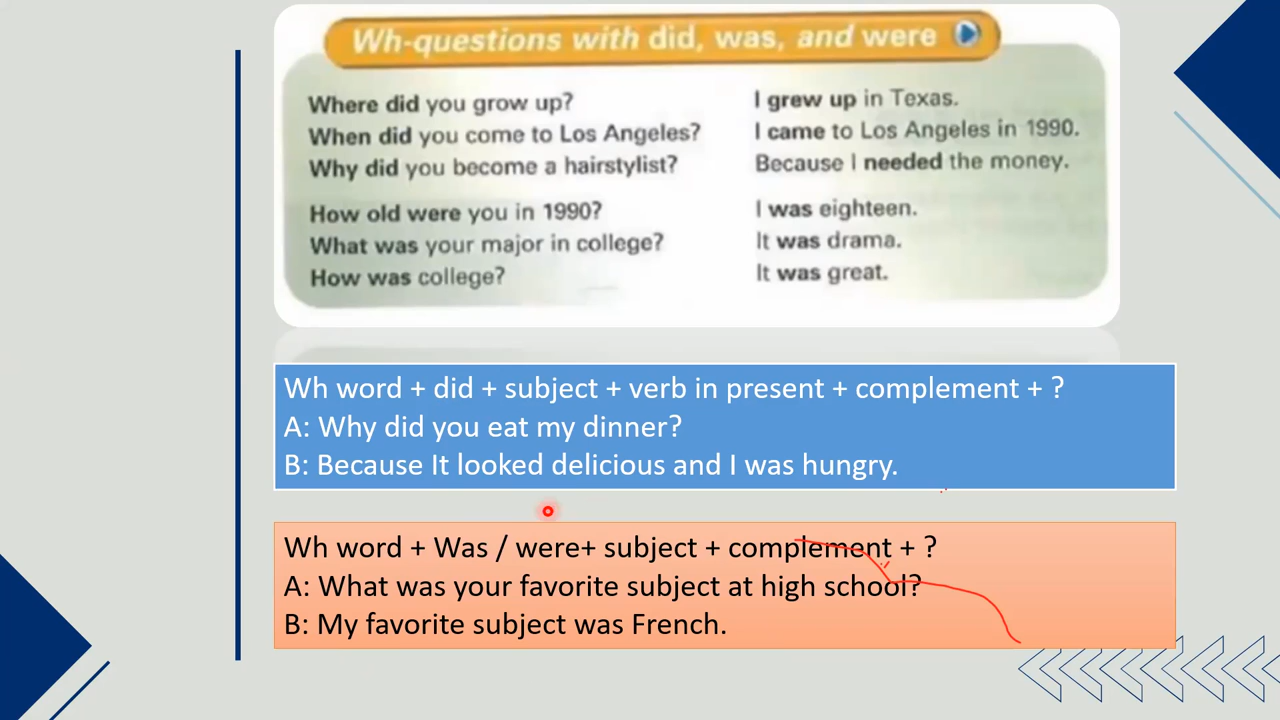 Wh-questions with did, was, and were
Where did you grow up?
I grew up in Texas.
When did you come to Los Angeles?
I came to Los Angeles in 1990.
Why did you become a hairstylist?
Because I needed the money.
How old were you in 1990?
I was eighteen.
What was your major in college?
It was drama.
How was college?
It was great.
Wh word + did + subject + verb in present + complement + ?
A: Why did you eat my dinner?
B: Because It looked delicious and I was hungry.
Wh word + Was / were+ subject + complement + ?
A: What was your favorite subject at high school?
B: My favorite subject was French.